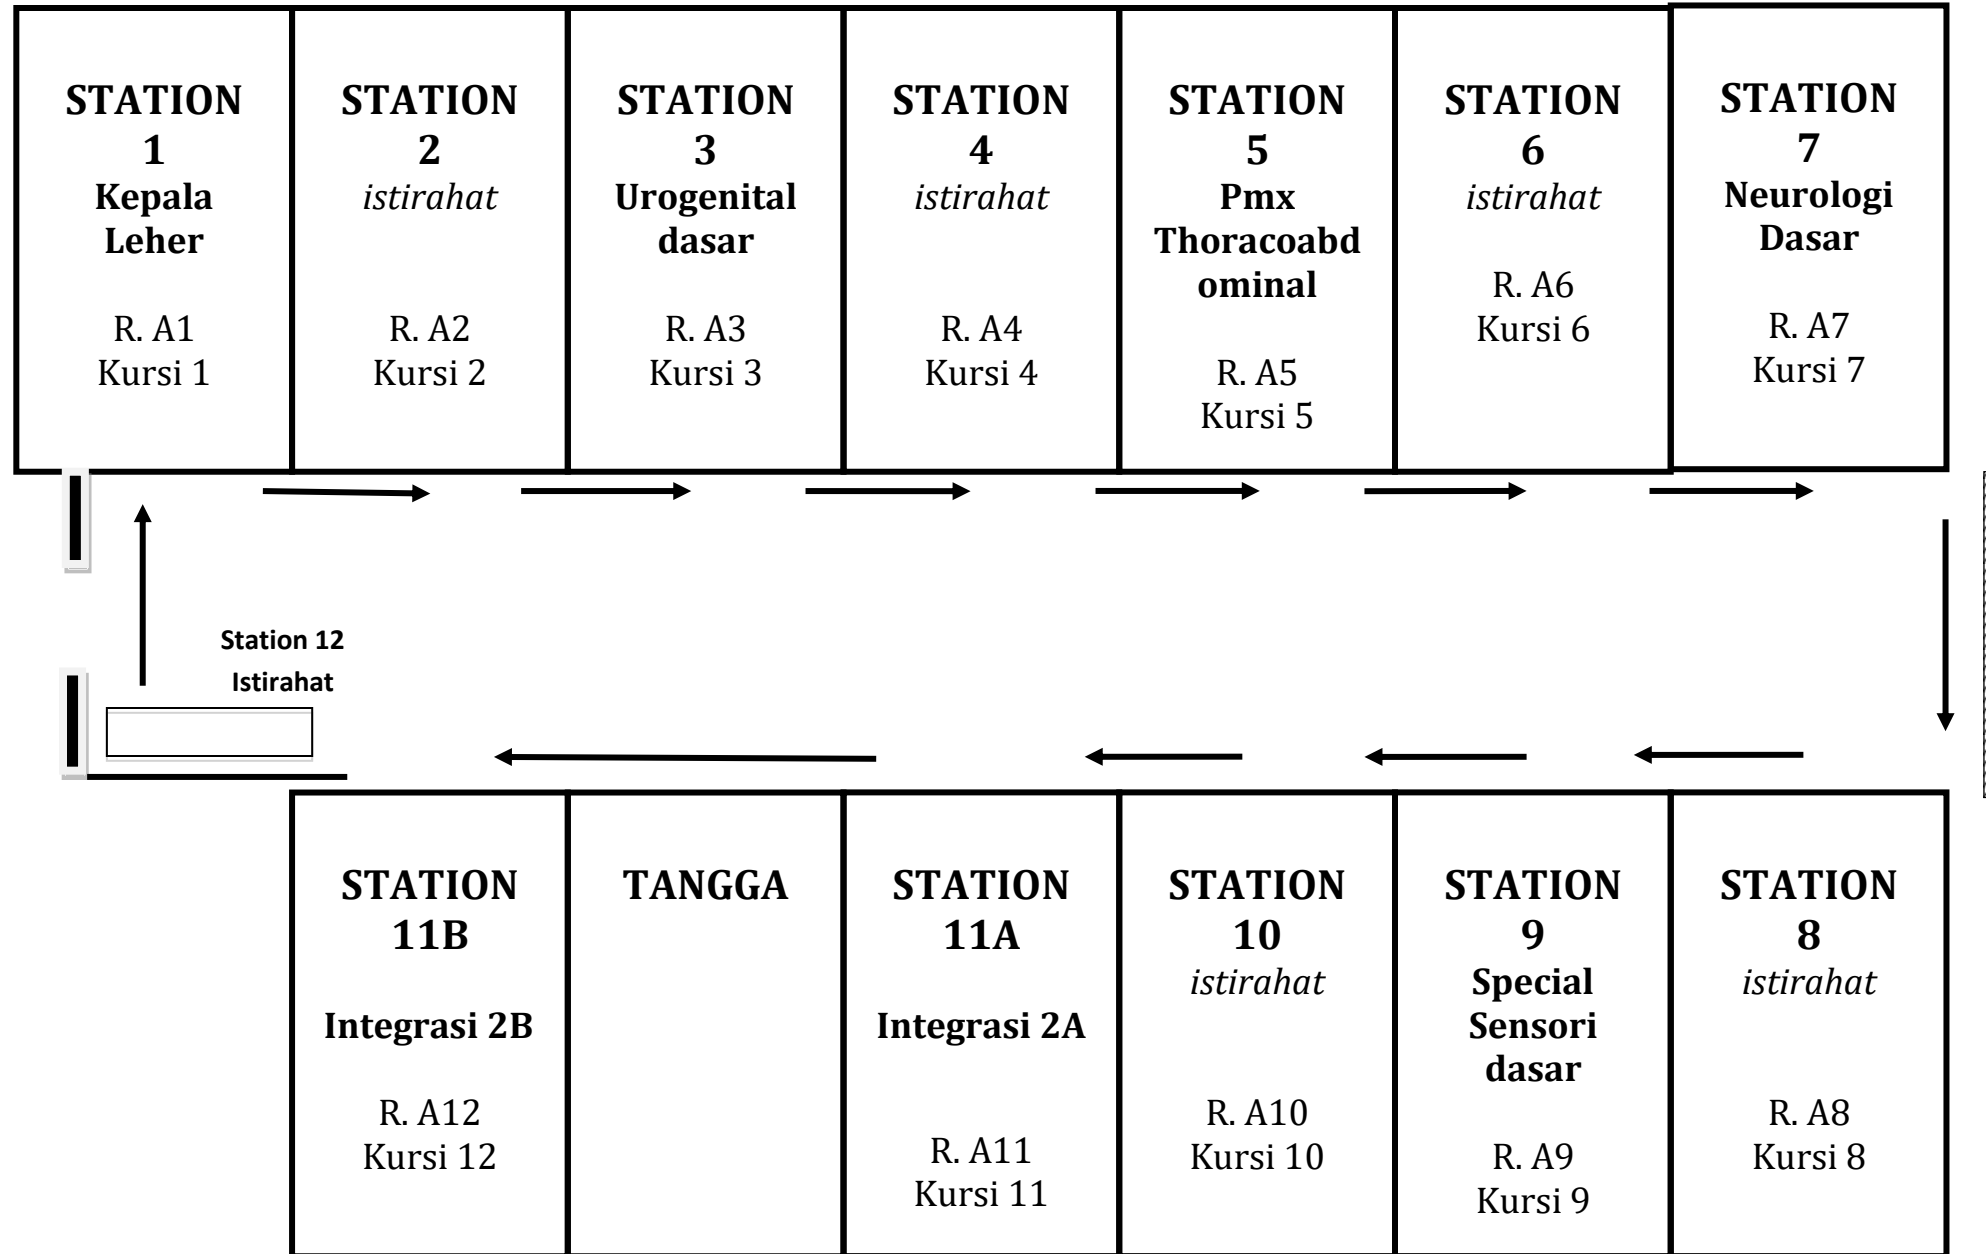 STATION
1
Kepala
Leher
R. A1
Kursi 1
STATION
2
istirahat
R. A2
Kursi 2
STATION
3
Urogenital
dasar
R. A3
Kursi 3
STATION
4
istirahat
R. A4
Kursi 4
STATION
5
Pmx
Thoracoabd
ominal
R. A5
Kursi 5
STATION
6
istirahat
R. A6
Kursi 6
STATION
7
Neurologi
Dasar
R. A7
Kursi 7
Station 12
Istirahat
STATION
11B
Integrasi 2B
R. A12
Kursi 12
TANGGA
STATION
11A
Integrasi 2A
R. A11
Kursi 11
STATION
10
istirahat
R. A10
Kursi 10
STATION
9
Special
Sensori
dasar
R. A9
Kursi 9
STATION
8
istirahat
R. A8
Kursi 8